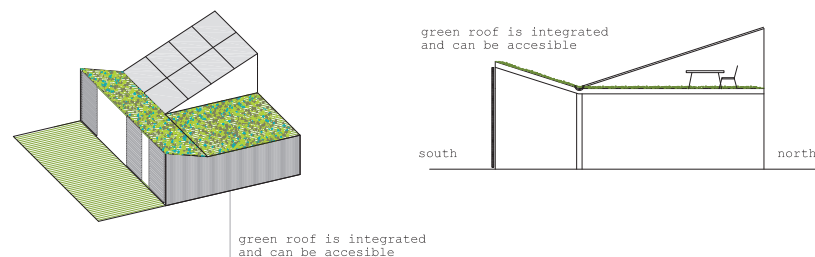 green roof is integrated
and can be accesible
south
north
green roof is integrated
and can be accesible